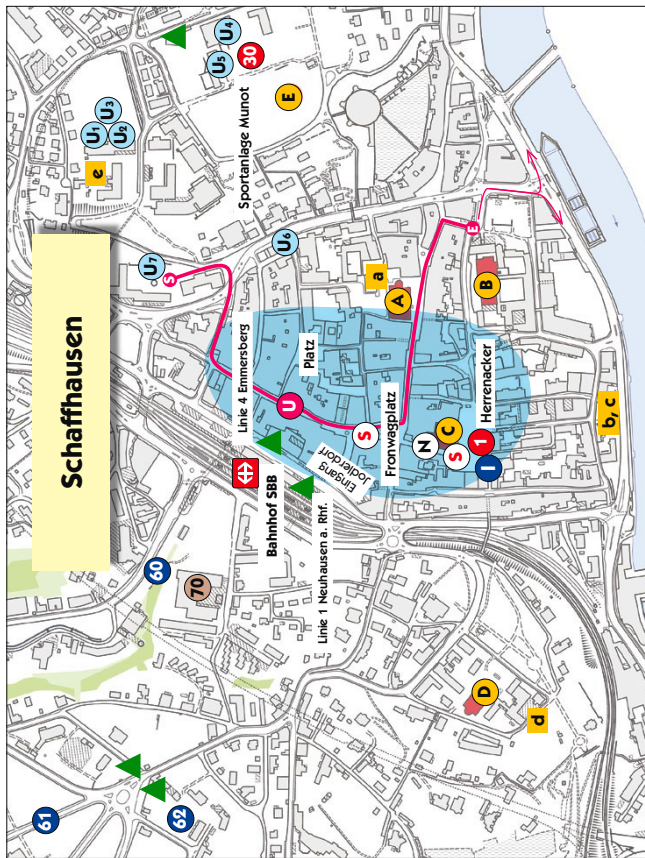 Schaffhausen
U₄
U₅
30
U₁
U₃
U₂
E
e
Sportanlage Munot
U₇
S
U₆
Linie 4 Emmersberg
Platz
U
a
A
E
B
S
Fronwagplatz
Eingang
Jodlerdorf
Herrenacker
N
C
S
1
I
b, c
Bahnhof SBB
Linie 1 Neuhausen a. Rhf.
60
70
D
d
61
62